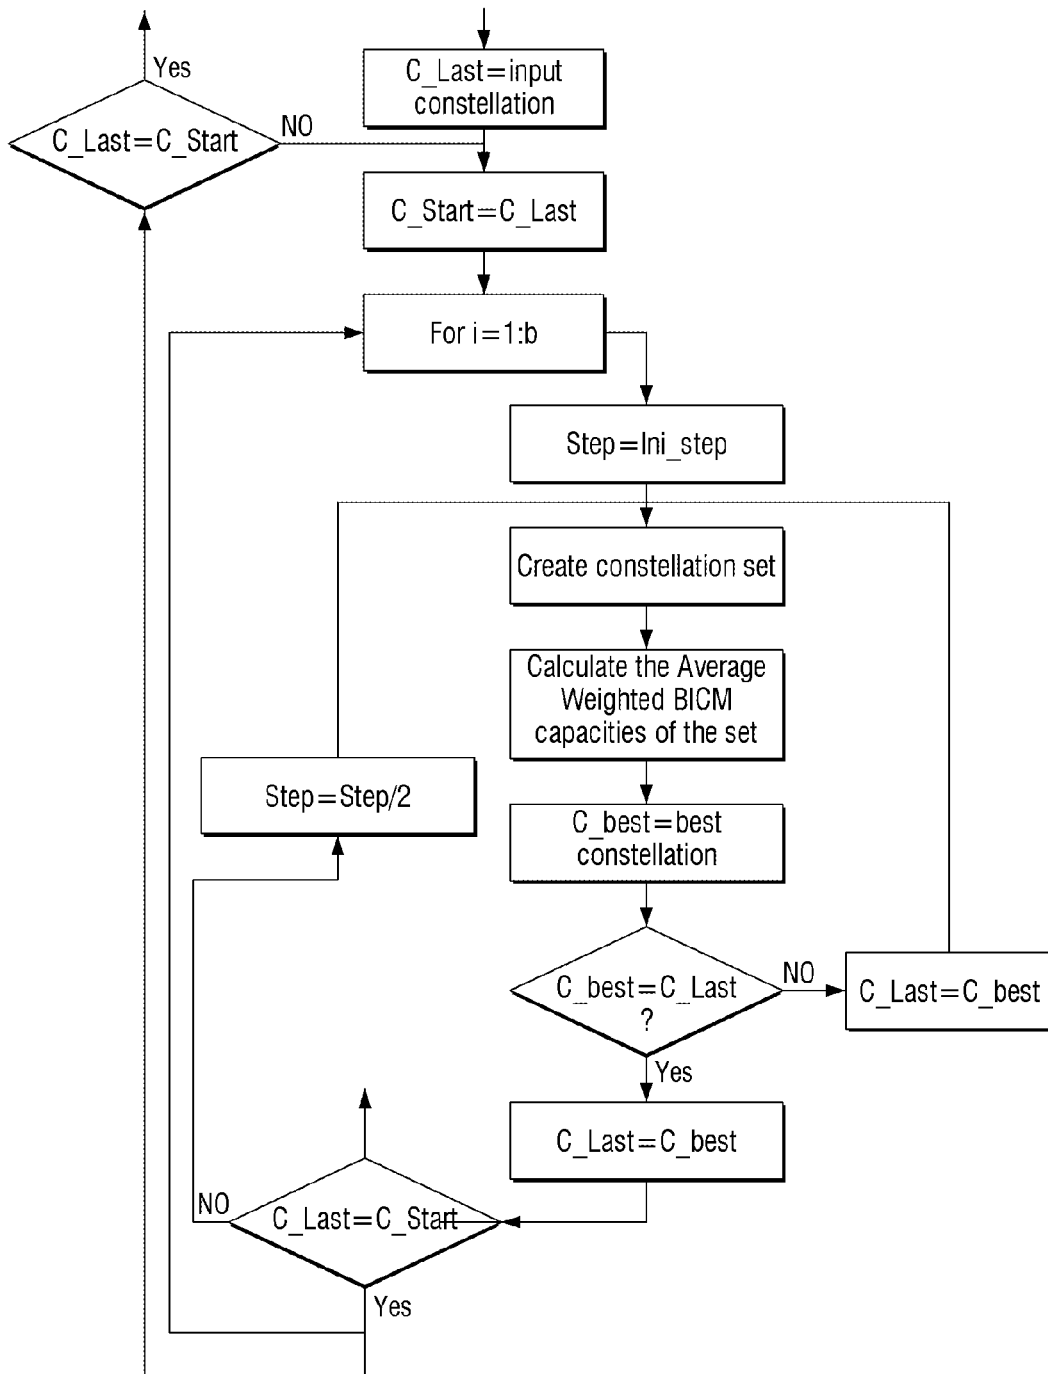 Yes
C_Last=C_Start
NO
C_Last=input
constellation
C_Start=C_Last
For i=1:b
Step=Ini_step
Create constellation set
Calculate the Average
Weighted BICM
capacities of the set
Step=Step/2
C_best=best
constellation
C_best=C_Last
?
NO
C_Last=C_best
Yes
C_Last=C_best
NO
C_Last=C_Start
Yes